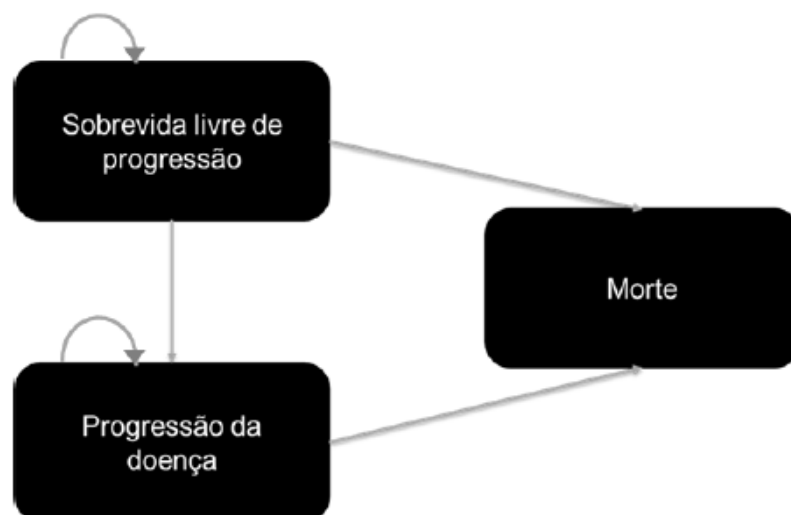 Sobrevida livre de
progressão
Morte
Progressão da
doença